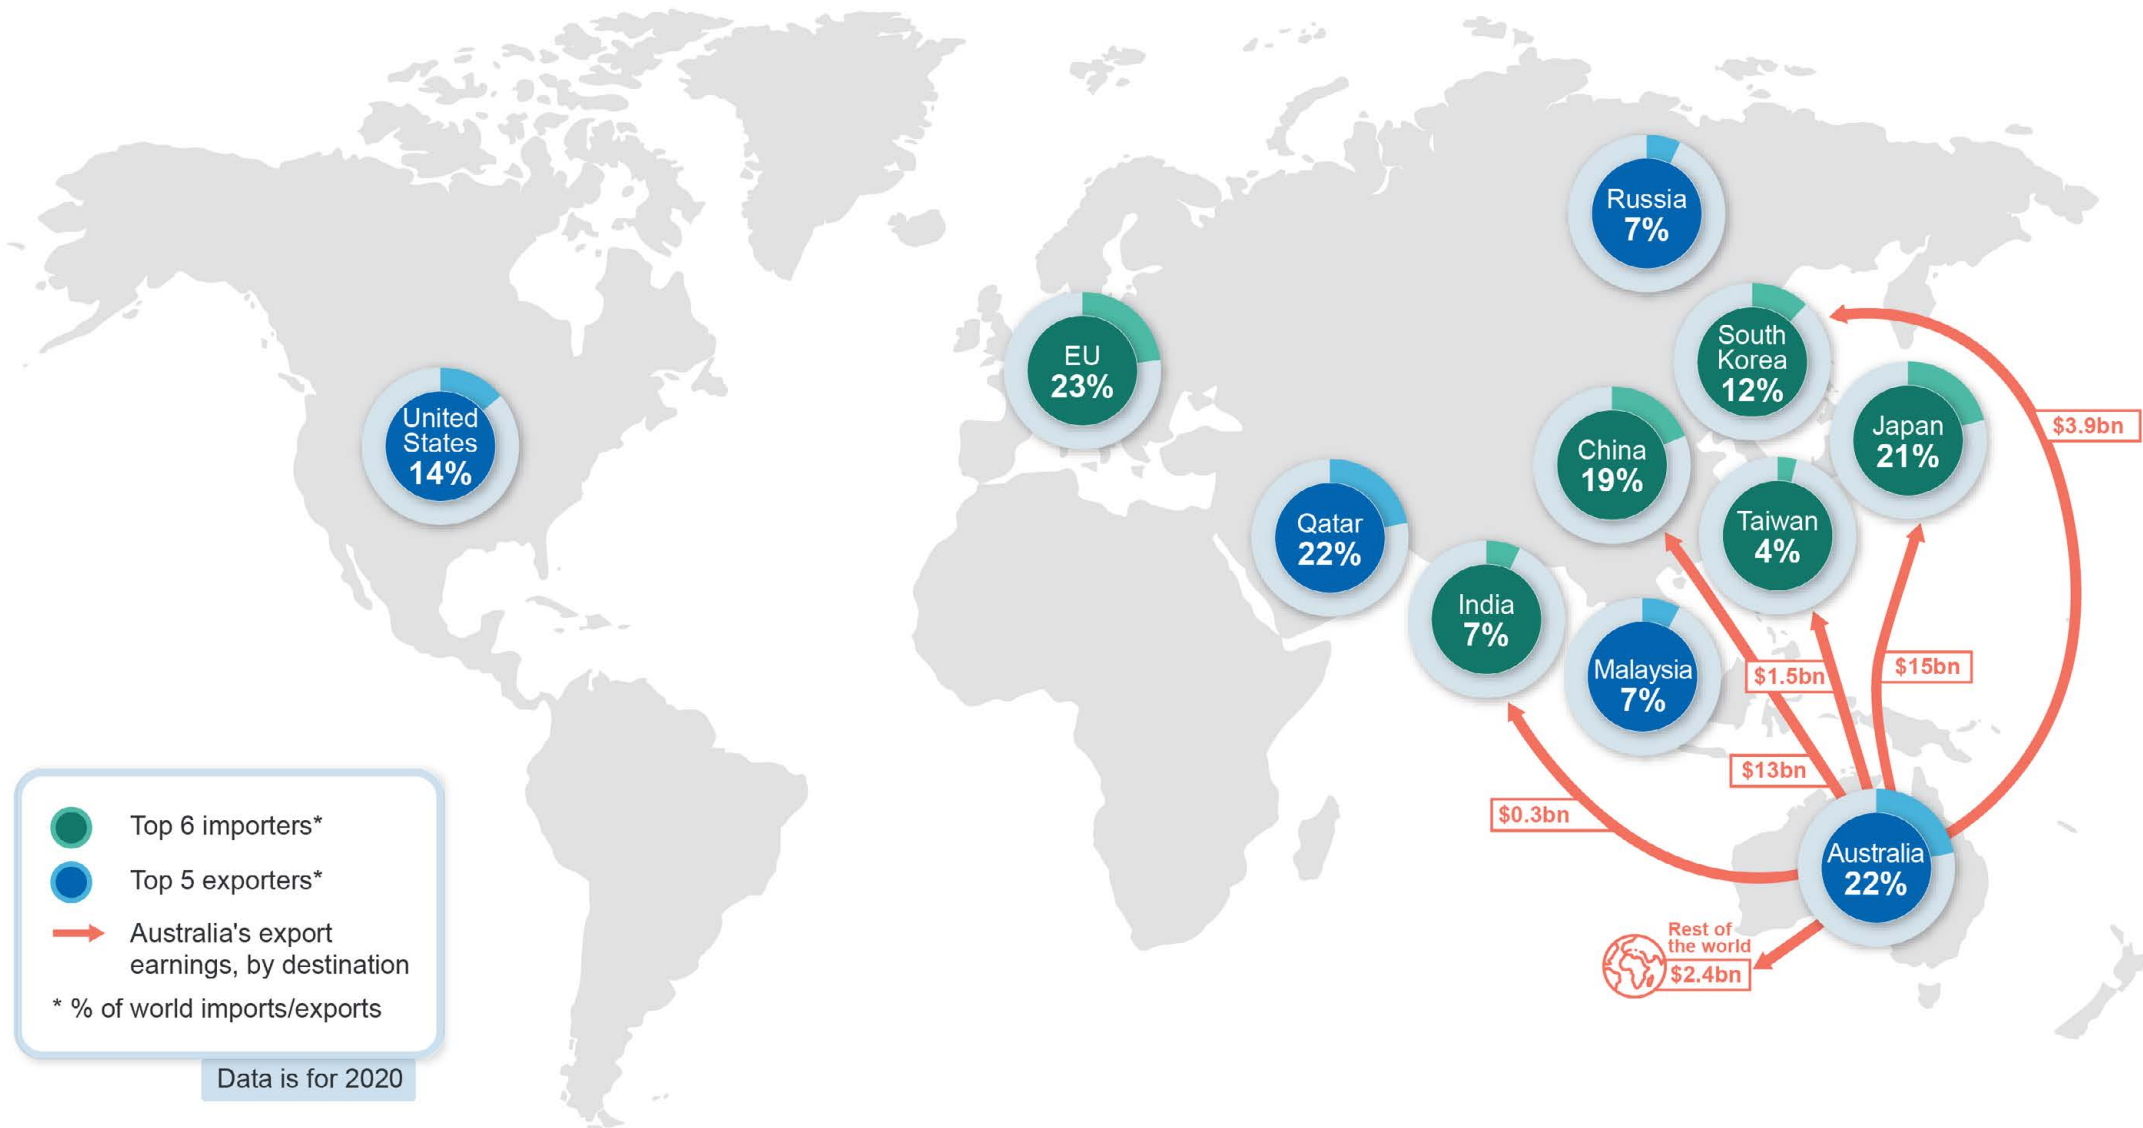 Russia
7%
South
Korea
12%
EU
23%
United
States
14%
China
19%
Japan
21%
$3.9bn
Qatar
22%
Taiwan
4%
India
7%
Malaysia
7%
$1.5bn
$15bn
$13bn
$0.3bn
Australia
22%
Rest of
the world
$2.4bn
Top 6 importers*
Top 5 exporters*
Australia's export
earnings, by destination
* % of world imports/exports
Data is for 2020